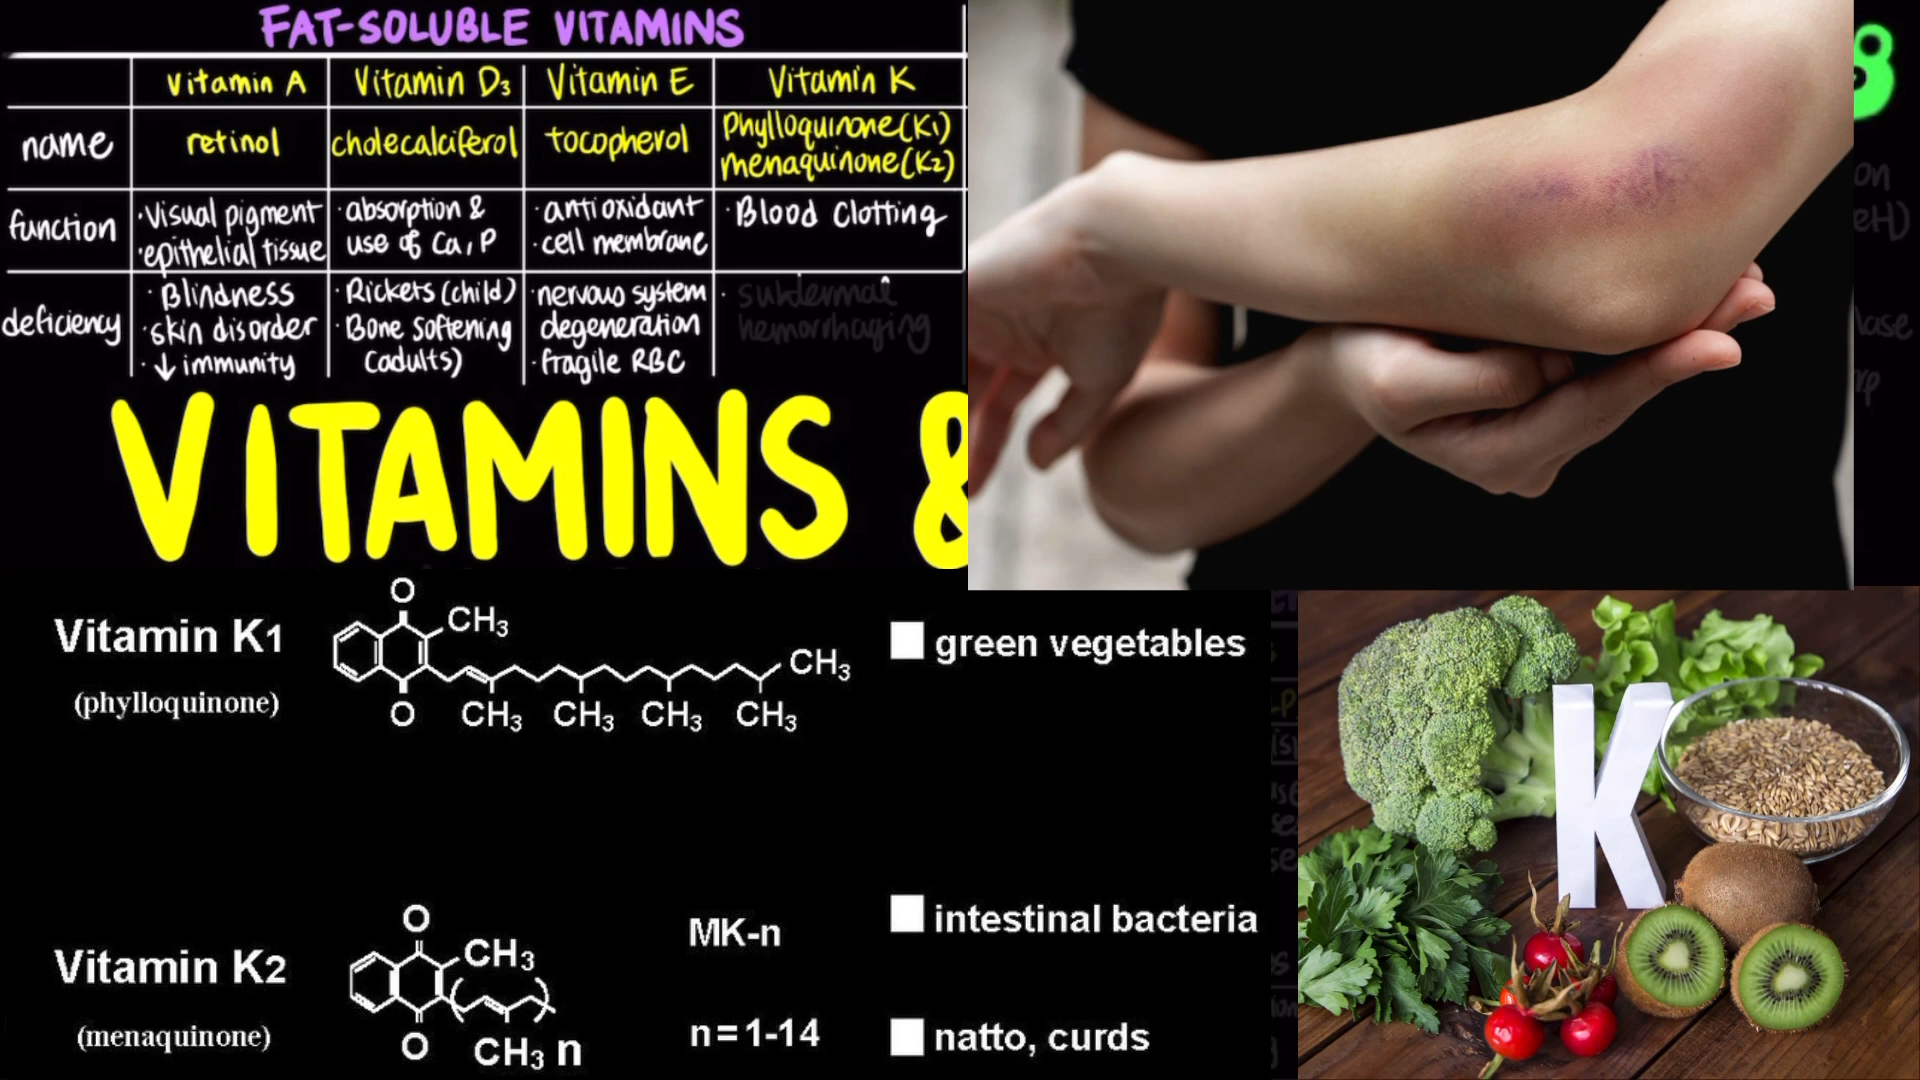 FAT-SOLUBLE VITAMINS
Vitamin A Vitamin D3 Vitamin E Vitamin K
name retinol cholecalciferol tocopherol Phylloquinone(K1)
menaquinone(K2)
function
·Visual pigment
·epithelial tissue
·absorption &
use of Ca, P
·antioxidant
·cell membrane
·Blood Clotting
deficiency
·Blindness
·skin disorder
·↓ immunity
·Rickets (child)
·Bone Softening
(adults)
·nervous system
degeneration
·fragile RBC
·subdermal
hemorrhaging
VITAMINS &
8
Vitamin K1
(phylloquinone)
O
CH3
CH3
O CH3 CH3 CH3 CH3
green vegetables
Vitamin K2
(menaquinone)
O
CH3
O
CH3 n
MK-n
n=1-14
intestinal bacteria
natto, curds
K